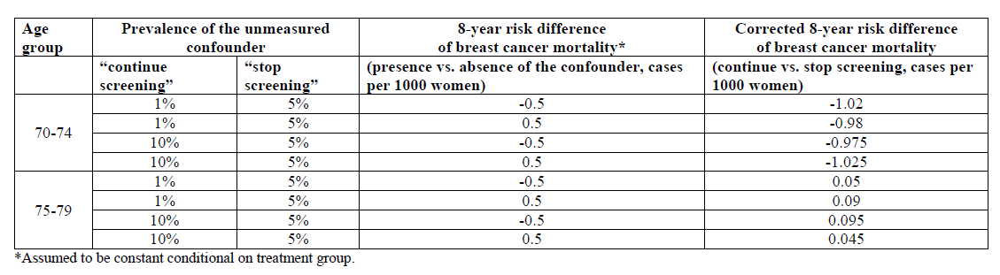 Age group | Prevalence of the unmeasured confounder | 8-year risk difference of breast cancer mortality* | Corrected 8-year risk difference of breast cancer mortality
“continue screening” | “stop screening” | (presence vs. absence of the confounder, cases per 1000 women) | (continue vs. stop screening, cases per 1000 women)
70-74 | 1% | 5% | -0.5 | -1.02
1% | 5% | 0.5 | -0.98
10% | 5% | -0.5 | -0.975
10% | 5% | 0.5 | -1.025
75-79 | 1% | 5% | -0.5 | 0.05
1% | 5% | 0.5 | 0.09
10% | 5% | -0.5 | 0.095
10% | 5% | 0.5 | 0.045
*Assumed to be constant conditional on treatment group.